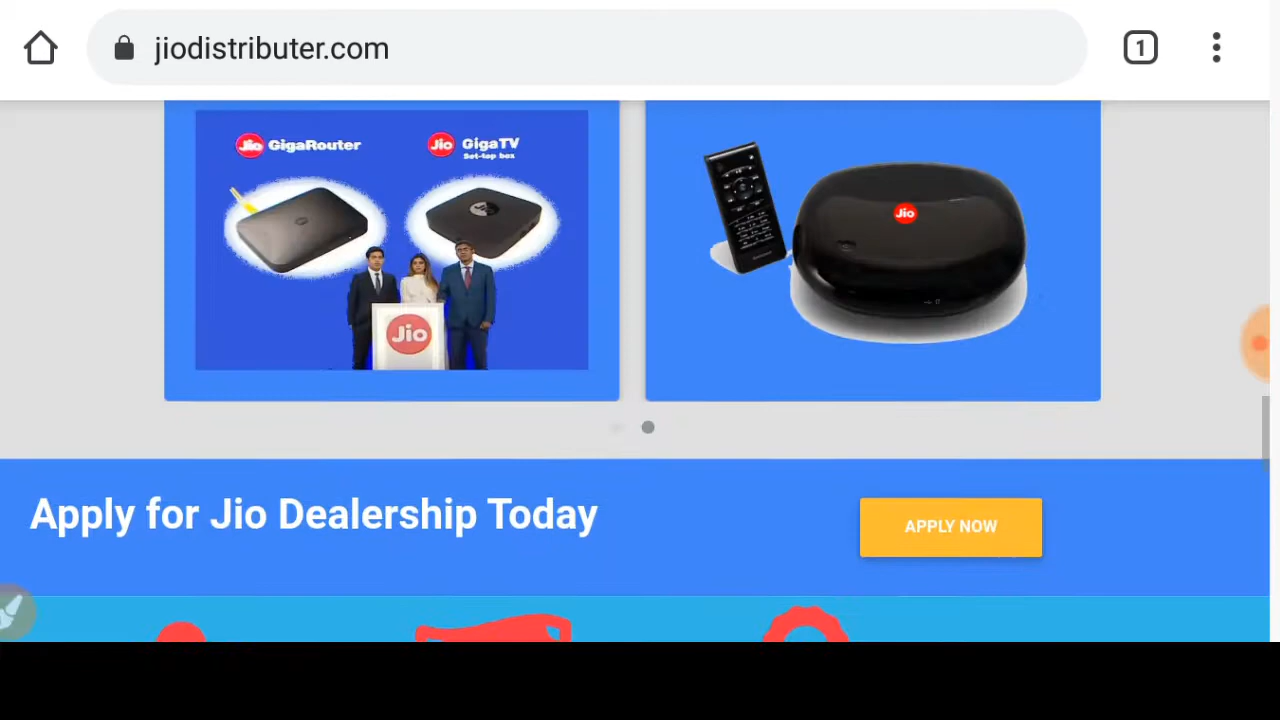 jiodistributer.com
1
Jio GigaRouter
Jio GigaTV
Set-top box
Jio
Jio
Apply for Jio Dealership Today
APPLY NOW